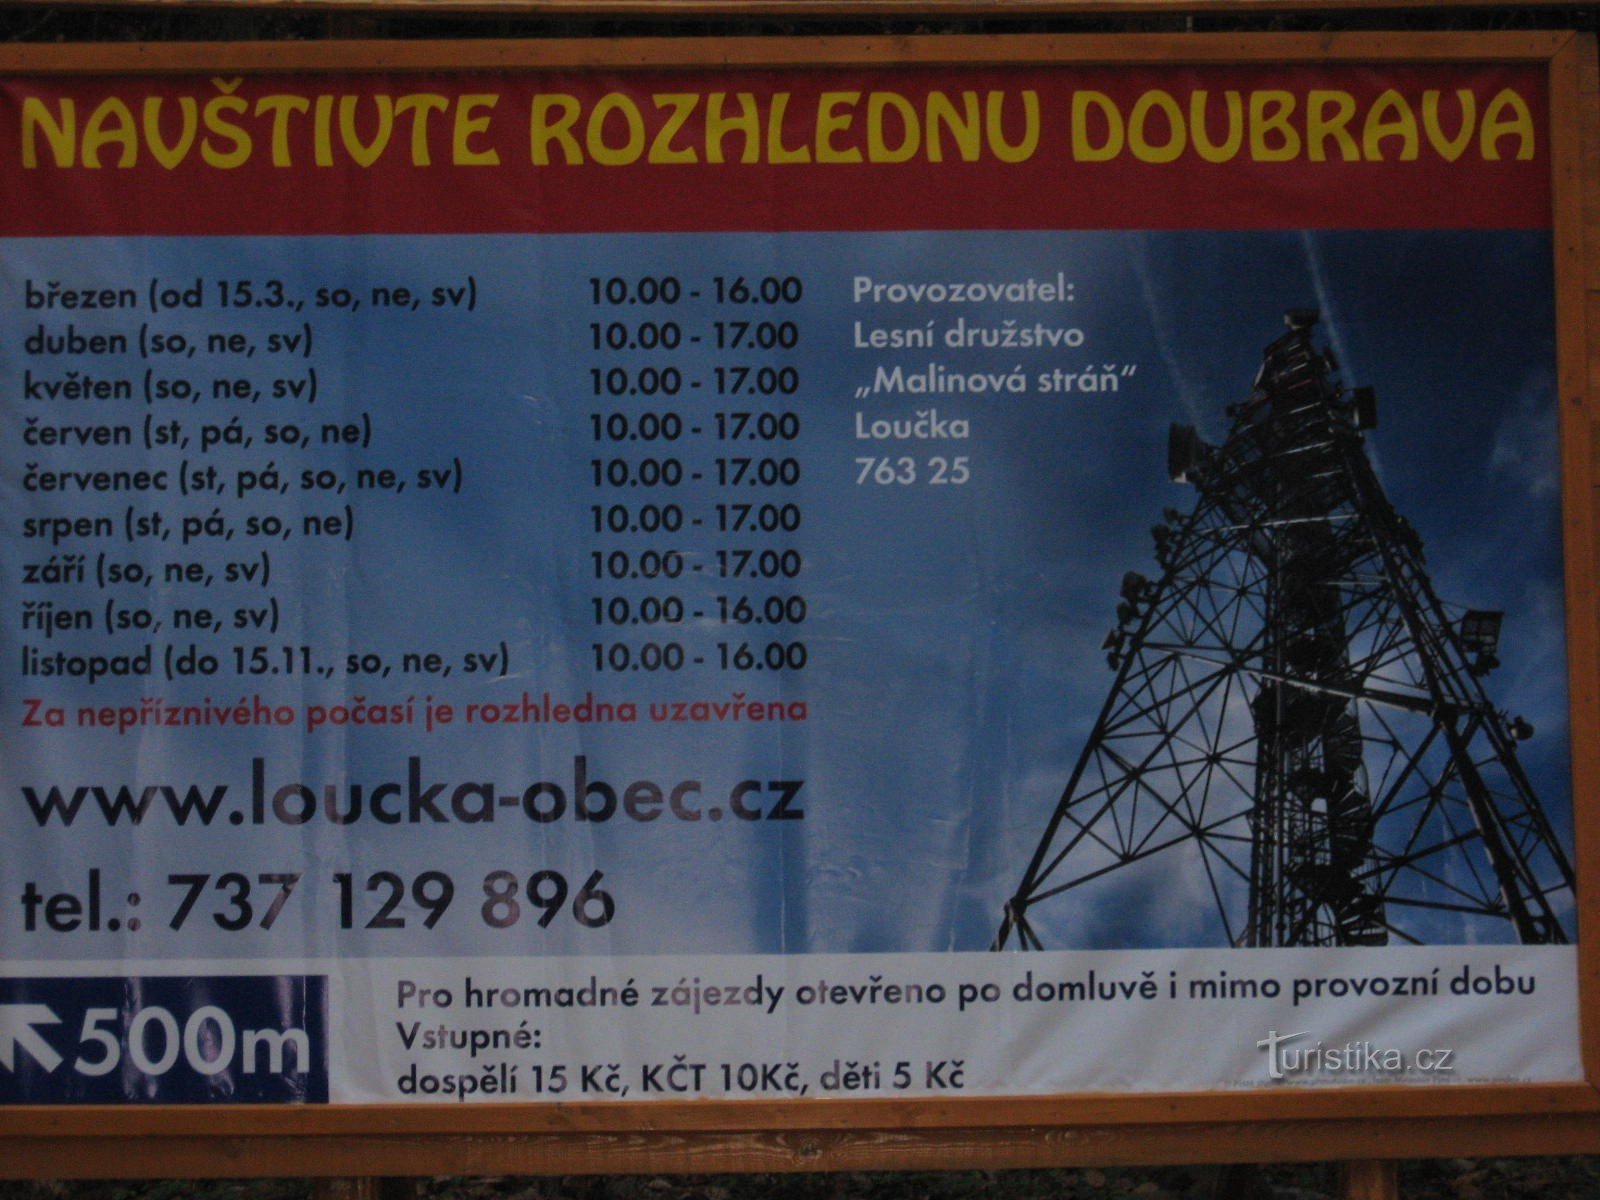 NAVŠTIVTE ROZHLEDNU DOUBRAVA
březen (od 15.3., so, ne, sv) 10.00 - 16.00
duben (so, ne, sv) 10.00 - 17.00
květen (so, ne, sv) 10.00 - 17.00
červen (st, pá, so, ne) 10.00 - 17.00
červenec (st, pá, so, ne, sv) 10.00 - 17.00
srpen (st, pá, so, ne) 10.00 - 17.00
září (so, ne, sv) 10.00 - 17.00
říjen (so, ne, sv) 10.00 - 16.00
listopad (do 15.11., so, ne, sv) 10.00 - 16.00
Za nepříznivého počasí je rozhledna uzavřena
www.loucka-obec.cz
tel.: 737 129 896
Provozovatel:
Lesní družstvo
„Malinová stráň“
Loučka
763 25
500m
Pro hromadné zájezdy otevřeno po domluvě i mimo provozní dobu
Vstupné:
dospělí 15 Kč, KČT 10Kč, děti 5 Kč
Turistika.cz